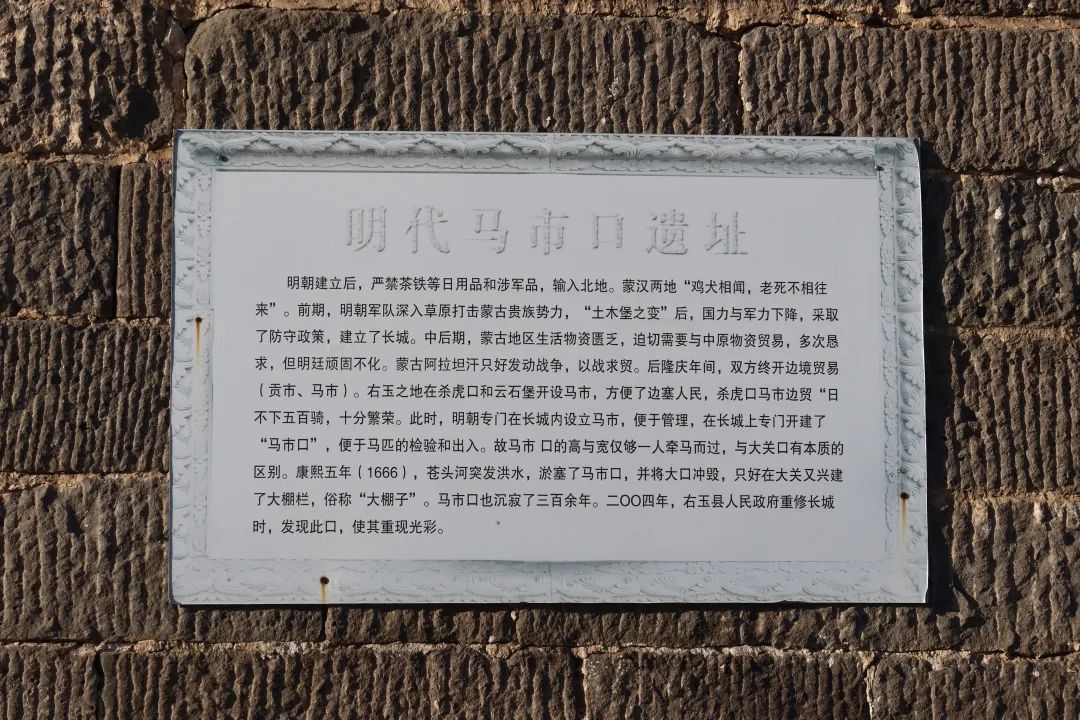 明代马市口遗址
明朝建立后，严禁茶铁等日用品和涉军品，输入北地。蒙汉两地“鸡犬相闻，老死不相往
来”。前期，明朝军队深入草原打击蒙古贵族势力，“土木堡之变”后，国力与军力下降，采取
了防守政策，建立了长城。中后期，蒙古地区生活物资匮乏，迫切需要与中原物资贸易，多次恳
求，但明廷顽固不化。蒙古阿拉坦汗只好发动战争，以战求贸。后隆庆年间，双方终开边境贸易
（贡市、马市）。右玉之地在杀虎口和云石堡开设马市，方便了边塞人民，杀虎口马市边贸“日
不下五百骑，十分繁荣。此时，明朝专门在长城内设立马市，便于管理，在长城上专门开建了
“马市口”，便于马匹的检验和出入。故马市 口的高与宽仅够一人牵马而过，与大关口有本质的
区别。康熙五年（1666），苍头河突发洪水，淤塞了马市口，并将大口冲毁，只好在大关又兴建
了大棚栏，俗称“大棚子”。马市口也沉寂了三百余年。二OO四年，右玉县人民政府重修长城
时，发现此口，使其重现光彩。